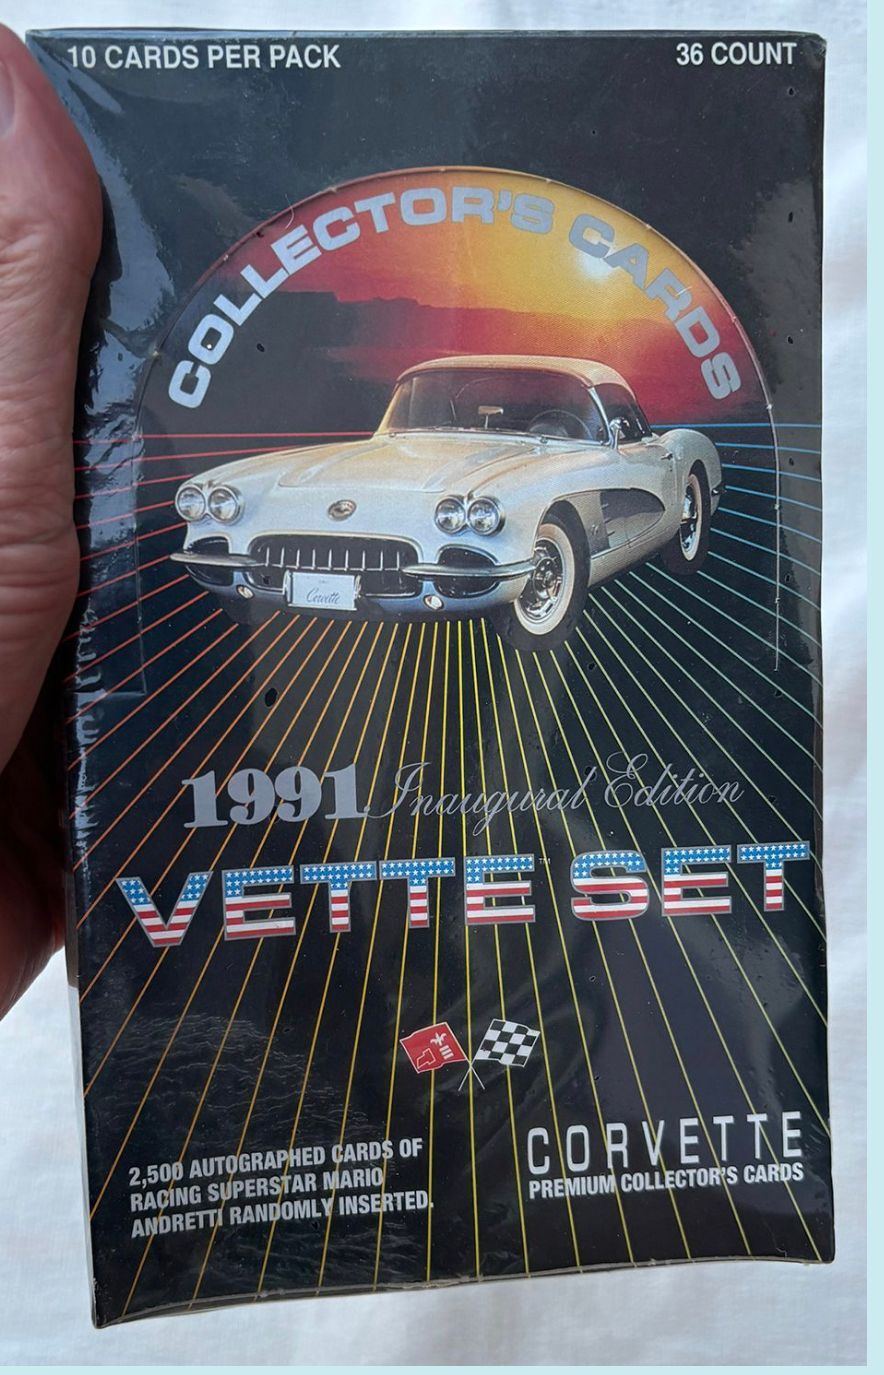 10 CARDS PER PACK
36 COUNT
COLLECTOR'S CARDS
Corvette
1991 Inaugural Edition
VETTE SET™
2,500 AUTOGRAPHED CARDS OF
RACING SUPERSTAR MARIO
ANDRETTI RANDOMLY INSERTED.
CORVETTE
PREMIUM COLLECTOR'S CARDS